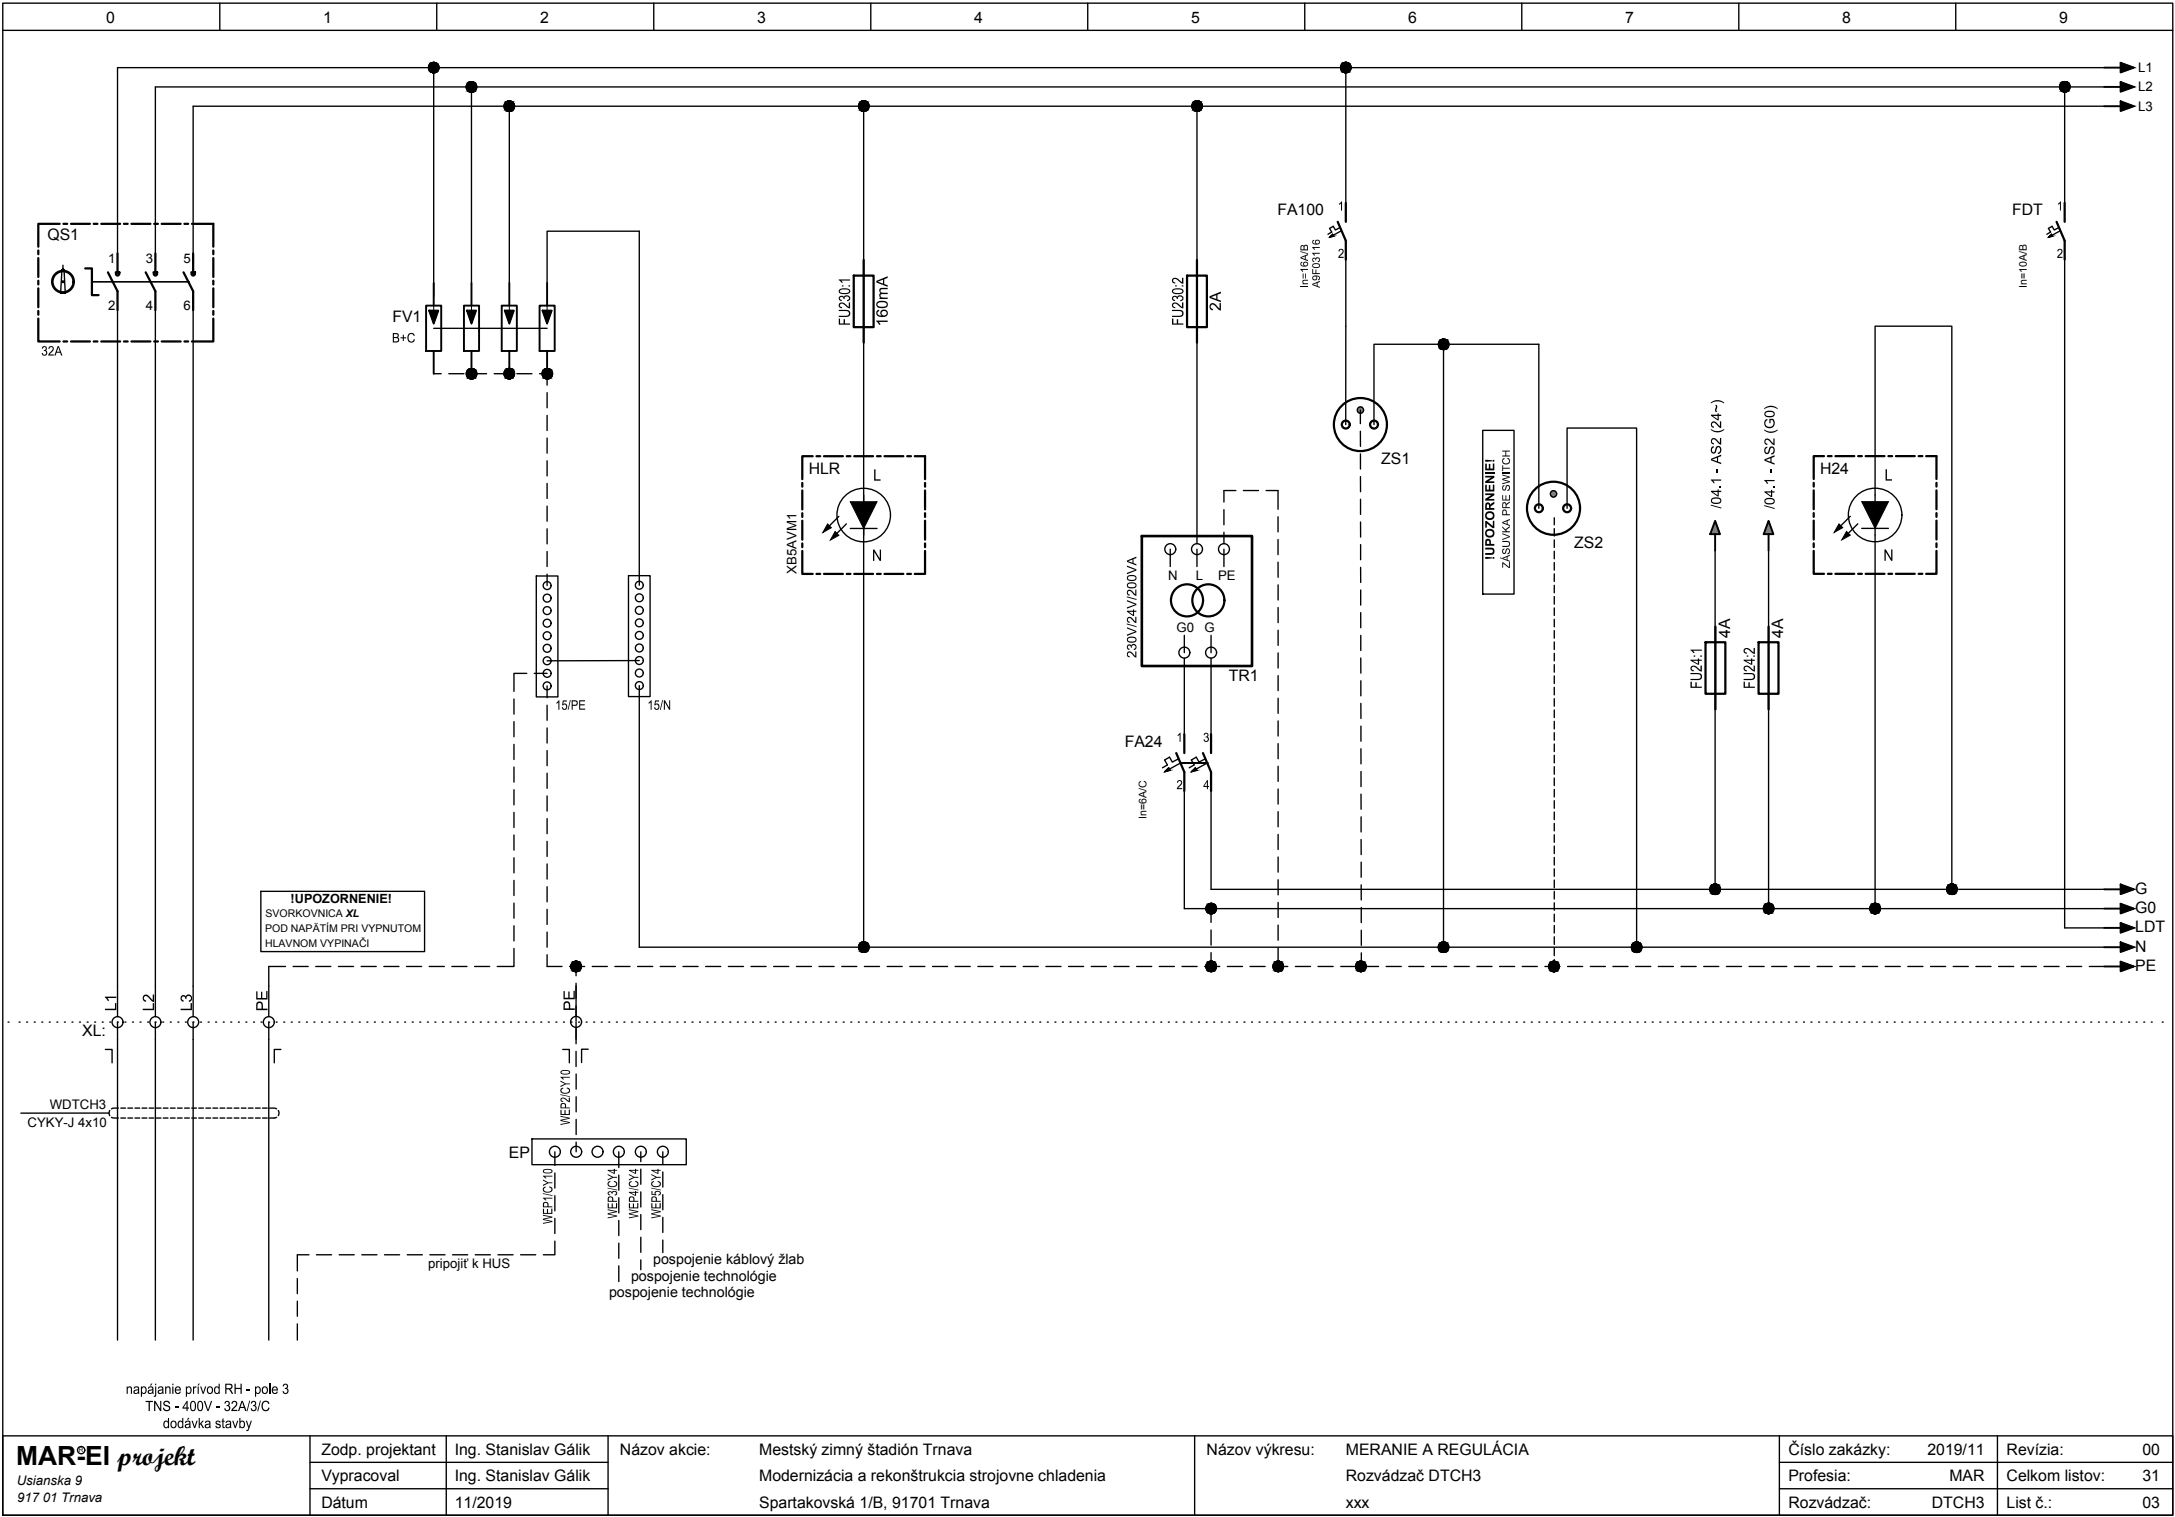 0 1 2 3 4 5 6 7 8 9
L1
L2
L3
QS1
1 3 5
2 4 6
32A
FV1
B+C
FU230:1
160mA
FU230:2
2A
FA100
1
2
In=16A/B
A9F03116
FDT
1
2
In=10A/B
HLR
L
N
XB5AVM1
230V/24V/200VA
N L PE
G0 G
TR1
ZS1
!UPOZORNENIE!
ZÁSUVKA PRE SWITCH
ZS2
/04.1 - AS2 (24~)
/04.1 - AS2 (G0)
FU24:1
4A
FU24:2
4A
H24
L
N
15/PE
15/N
FA24
1 3
2 4
In=6A/C
!UPOZORNENIE!
SVORKOVNICA XL
POD NAPÄTÍM PRI VYPNUTOM
HLAVNOM VYPINAČI
G
G0
LDT
N
PE
L1 L2 L3 PE PE
XL:
WDTCH3
CYKY-J 4x10
WEP2/CY10
EP
WEP1/CY10
WEP3/CY4
WEP4/CY4
WEP5/CY4
pripojiť k HUS
pospojenie káblový žlab
pospojenie technológie
pospojenie technológie
napájanie prívod RH - pole 3
TNS - 400V - 32A/3/C
dodávka stavby
MAR EI projekt
Usianska 9
917 01 Trnava
Zodp. projektant Ing. Stanislav Gálik
Vypracoval Ing. Stanislav Gálik
Dátum 11/2019
Názov akcie: Mestský zimný štadión Trnava
Modernizácia a rekonštrukcia strojovne chladenia
Spartakovská 1/B, 91701 Trnava
Názov výkresu: MERANIE A REGULÁCIA
Rozvádzač DTCH3
xxx
Číslo zakázky: 2019/11 Revízia: 00
Profesia: MAR Celkom listov: 31
Rozvádzač: DTCH3 List č.: 03